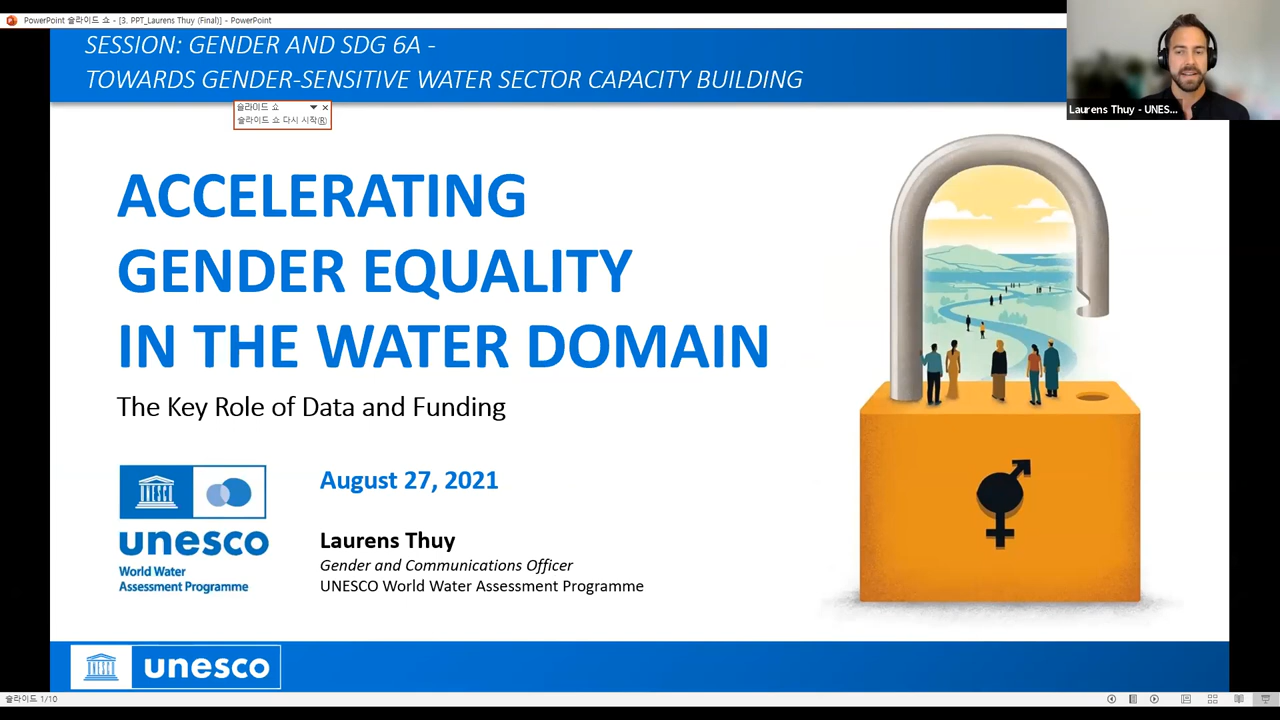 PowerPoint 슬라이드 쇼 - [3. PPT_Laurens Thuy (Final)] - PowerPoint
SESSION: GENDER AND SDG 6A -
TOWARDS GENDER-SENSITIVE WATER SECTOR CAPACITY BUILDING
Laurens Thuy - UNES...
슬라이드 쇼
슬라이드 쇼 다시 시작(R)
ACCELERATING
GENDER EQUALITY
IN THE WATER DOMAIN
The Key Role of Data and Funding
unesco
World Water
Assessment Programme
August 27, 2021
Laurens Thuy
Gender and Communications Officer
UNESCO World Water Assessment Programme
unesco
슬라이드 1/10